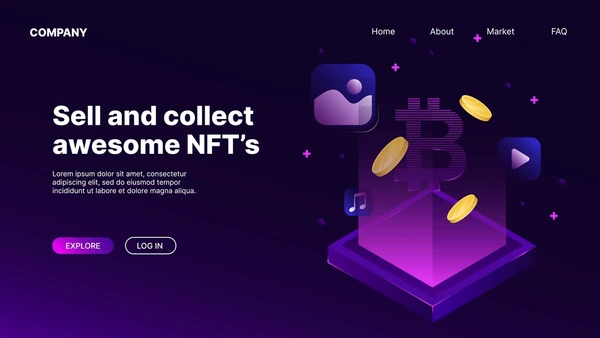 COMPANY
Home About Market FAQ
Sell and collect
awesome NFT’s
Lorem ipsum dolor sit amet, consectetur
adipiscing elit, sed do eiusmod tempor
incididunt ut labore et dolore magna aliqua.
EXPLORE LOG IN